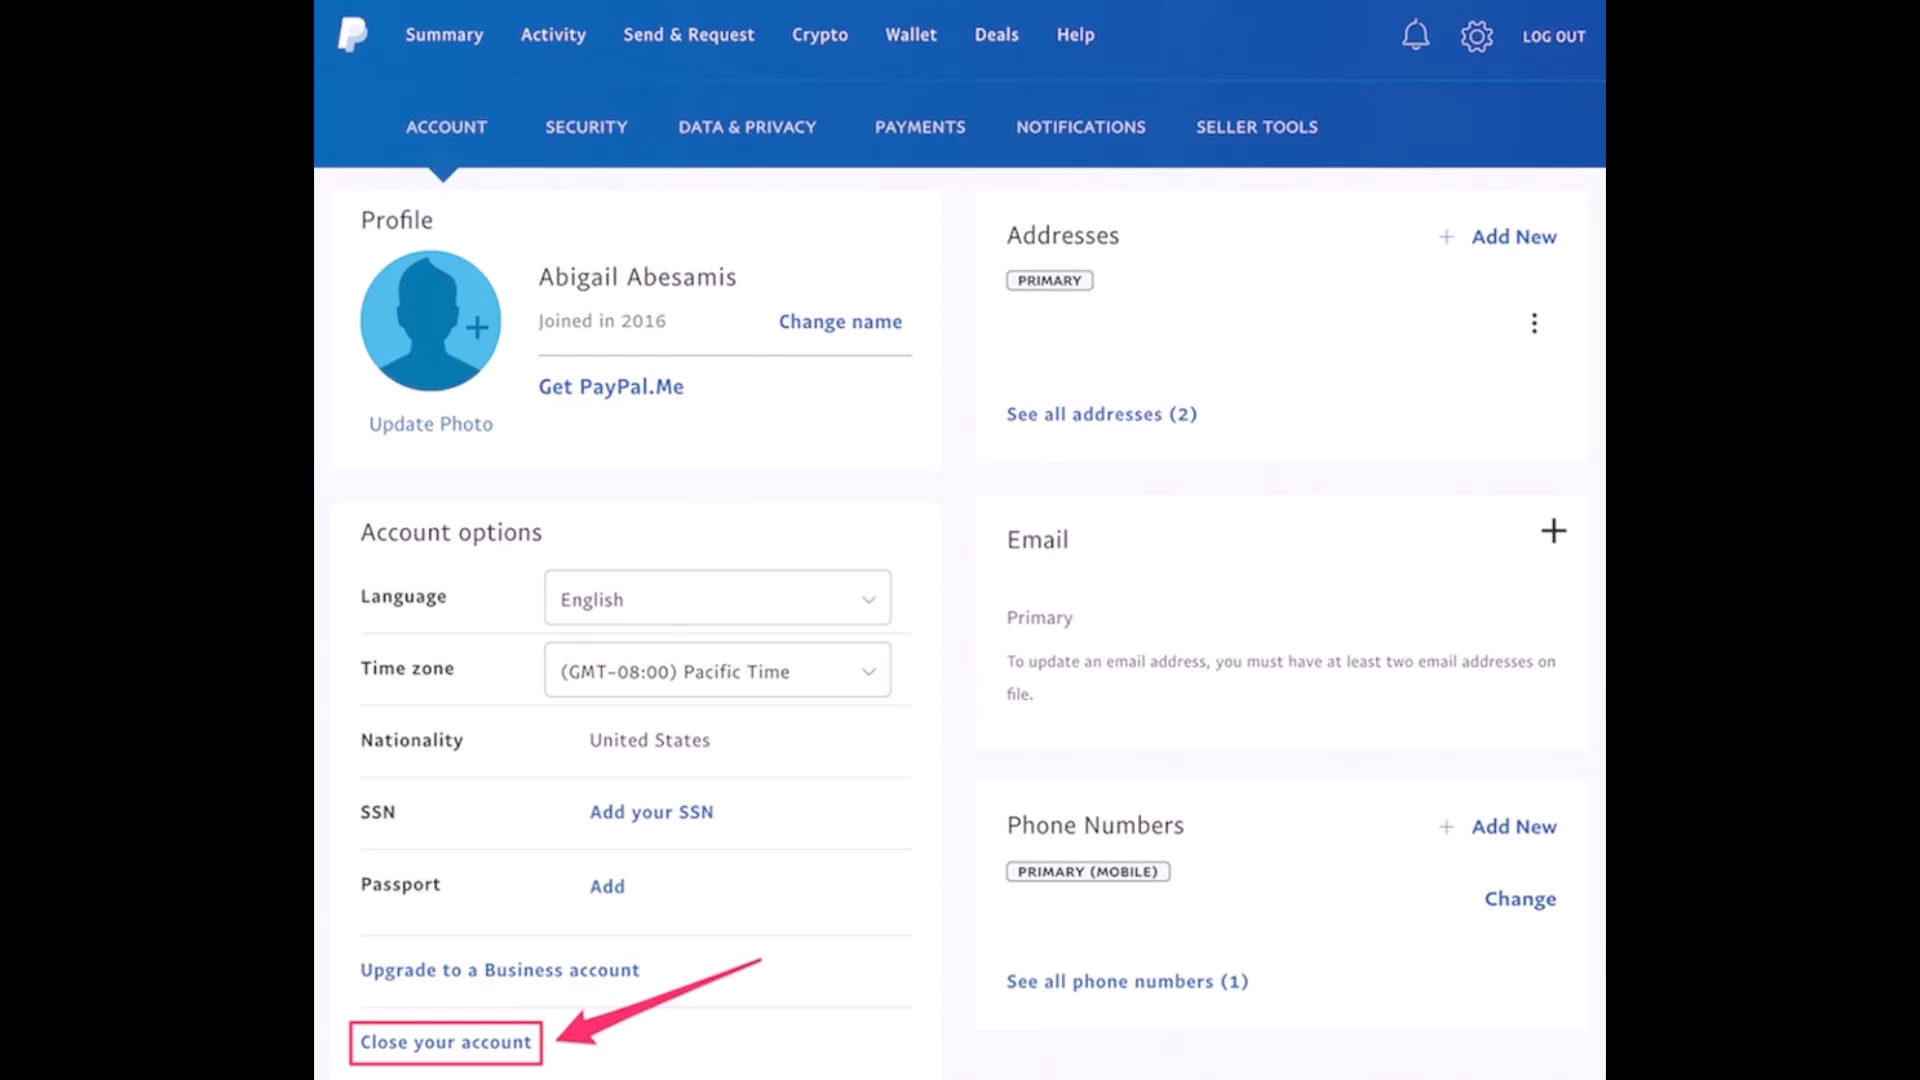 Summary Activity Send & Request Crypto Wallet Deals Help LOG OUT
ACCOUNT SECURITY DATA & PRIVACY PAYMENTS NOTIFICATIONS SELLER TOOLS
Profile
Abigail Abesamis
Joined in 2016 Change name
Get PayPal.Me
Update Photo
Account options
Language English
Time zone (GMT-08:00) Pacific Time
Nationality United States
SSN Add your SSN
Passport Add
Upgrade to a Business account
Close your account
Addresses + Add New
PRIMARY
See all addresses (2)
Email +
Primary
To update an email address, you must have at least two email addresses on
file.
Phone Numbers + Add New
PRIMARY (MOBILE)
Change
See all phone numbers (1)